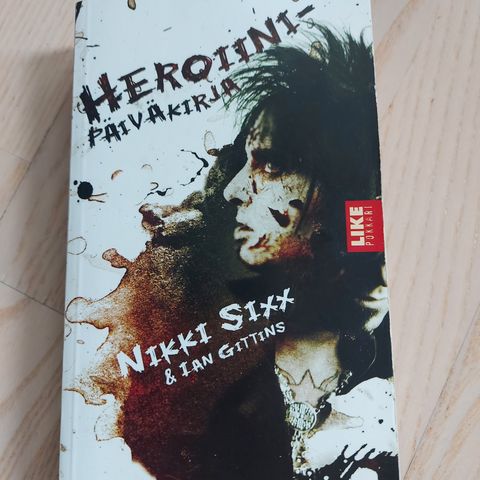 HEROIINI-
PÄIVÄKIRJA
LIKE
POKKARI
NIKKI SIXX
& IAN GITTINS